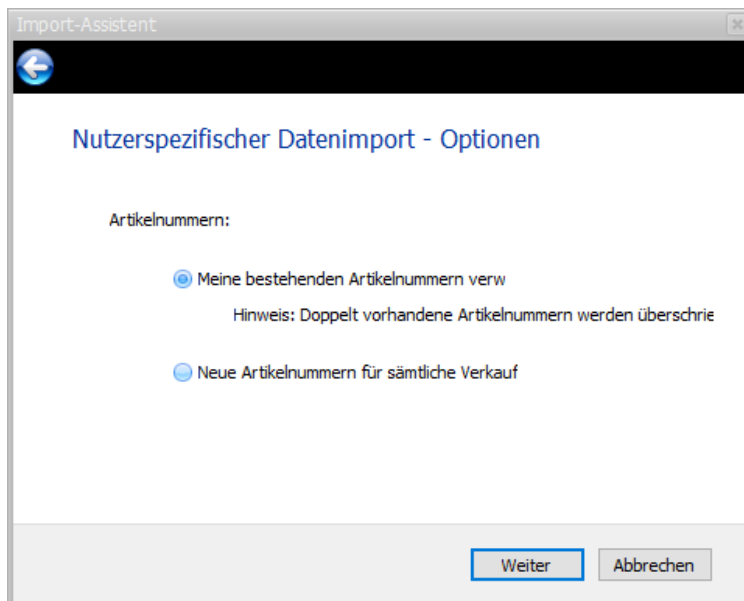 Import-Assistent
Nutzerspezifischer Datenimport - Optionen
Artikelnummern:
Meine bestehenden Artikelnummern verw
Hinweis: Doppelt vorhandene Artikelnummern werden überschrie
Neue Artikelnummern für sämtliche Verkauf
Weiter Abbrechen